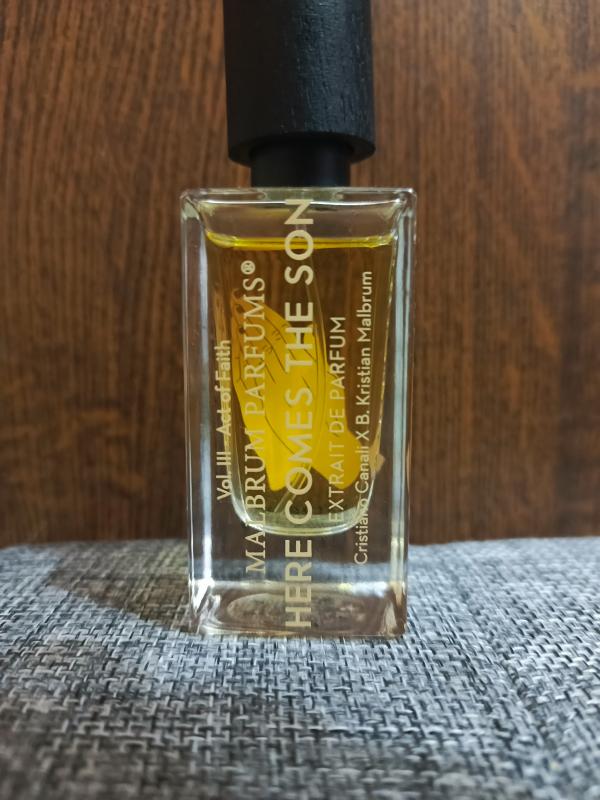 Vol. III - Act of Faith
MALBRUM PARFUMS®
HERE COMES THE SON
EXTRAIT DE PARFUM
Cristiano Canali X B. Kristian Malbrum